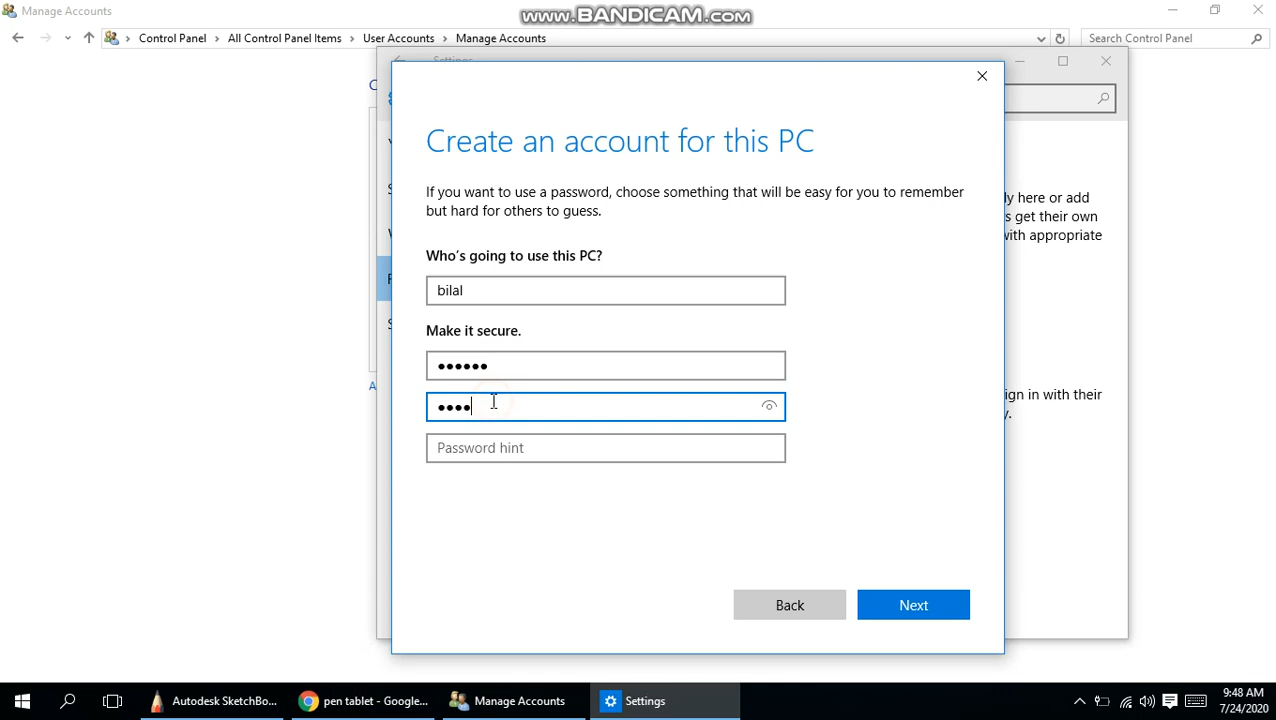 Manage Accounts
www.BANDICAM.com
Control Panel
All Control Panel Items
User Accounts
Manage Accounts
Search Control Panel
Settings
Create an account for this PC
If you want to use a password, choose something that will be easy for you to remember
but hard for others to guess.
ly here or add
s get their own
with appropriate
Who's going to use this PC?
bilal
Make it secure.
ign in with their
Password hint
Back
Next
Autodesk SketchBo...
pen tablet - Google...
Manage Accounts
Settings
9:48 AM
7/24/2020